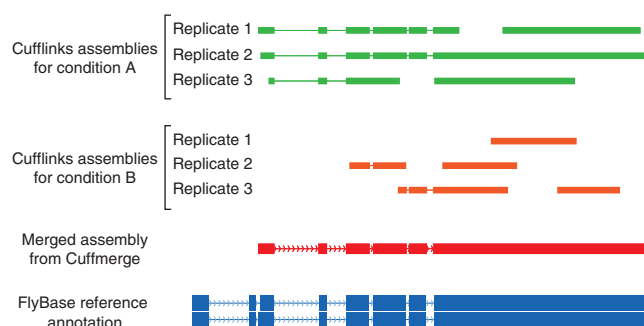 Cufflinks assemblies
for condition A
Replicate 1
Replicate 2
Replicate 3
Cufflinks assemblies
for condition B
Replicate 1
Replicate 2
Replicate 3
Merged assembly
from Cuffmerge
FlyBase reference
annotation